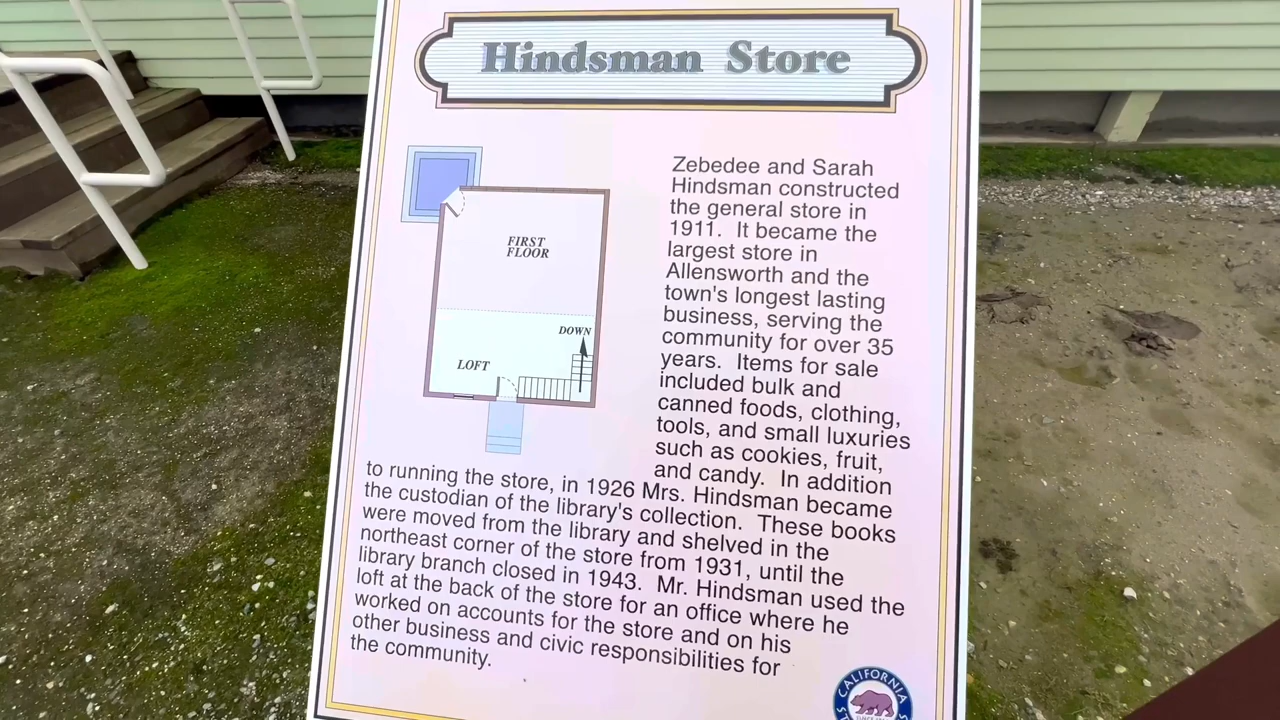 Hindsman Store
FIRST
FLOOR
DOWN
LOFT
Zebedee and Sarah
Hindsman constructed
the general store in
1911. It became the
largest store in
Allensworth and the
town's longest lasting
business, serving the
community for over 35
years. Items for sale
included bulk and
canned foods, clothing,
tools, and small luxuries
such as cookies, fruit,
and candy. In addition
to running the store, in 1926 Mrs. Hindsman became
the custodian of the library's collection. These books
were moved from the library and shelved in the
northeast corner of the store from 1931, until the
library branch closed in 1943. Mr. Hindsman used the
loft at the back of the store for an office where he
worked on accounts for the store and on his
other business and civic responsibilities for
the community.
CALIFORNIA